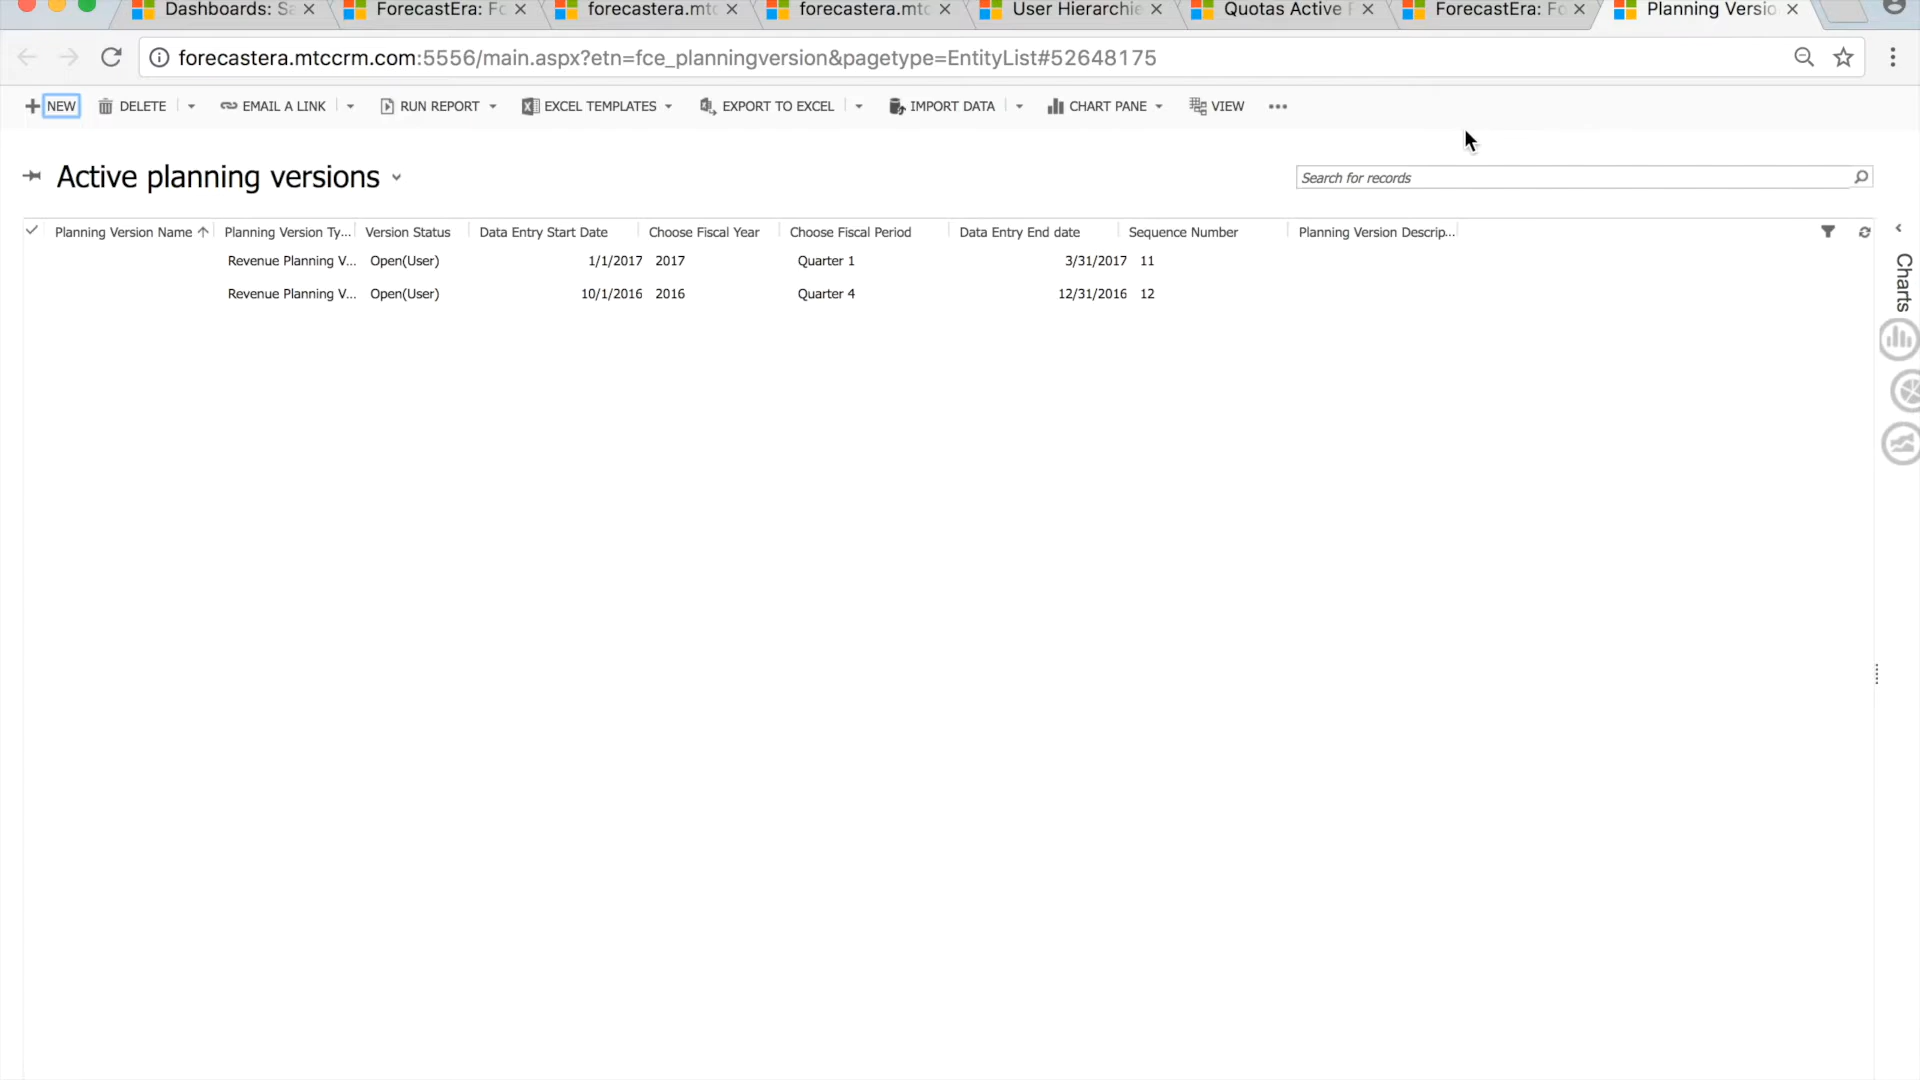 Dashboards: Sa ForecastEra: Fo forecastera.mtc forecastera.mtc User Hierarchie Quotas Active F ForecastEra: Fo Planning Versio
forecastera.mtccrm.com:5556/main.aspx?etn=fce_planningversion&pagetype=EntityList#52648175
NEW DELETE EMAIL A LINK RUN REPORT EXCEL TEMPLATES EXPORT TO EXCEL IMPORT DATA CHART PANE VIEW
Active planning versions
Search for records
Planning Version Name Planning Version Ty... Version Status Data Entry Start Date Choose Fiscal Year Choose Fiscal Period Data Entry End date Sequence Number Planning Version Descrip...
Revenue Planning V... Open(User) 1/1/2017 2017 Quarter 1 3/31/2017 11
Revenue Planning V... Open(User) 10/1/2016 2016 Quarter 4 12/31/2016 12
Charts